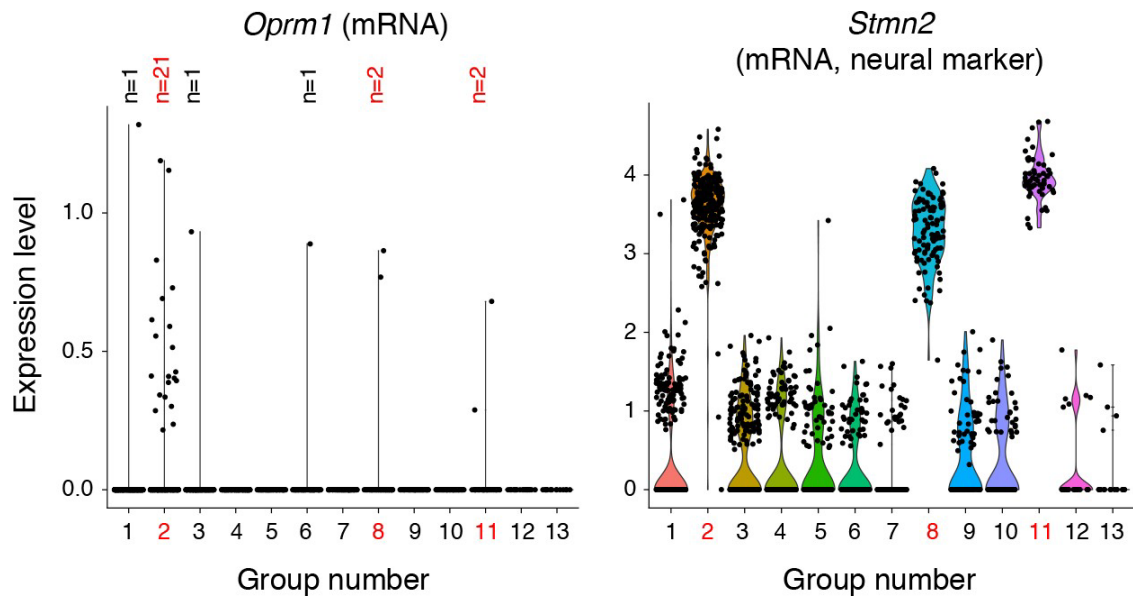 Oprm1 (mRNA)
n=1 n=21 n=1 n=1 n=2 n=2
Expression level
1.0
0.5
0.0
1 2 3 4 5 6 7 8 9 10 11 12 13
Group number
Stmn2
(mRNA, neural marker)
4
3
2
1
0
1 2 3 4 5 6 7 8 9 10 11 12 13
Group number